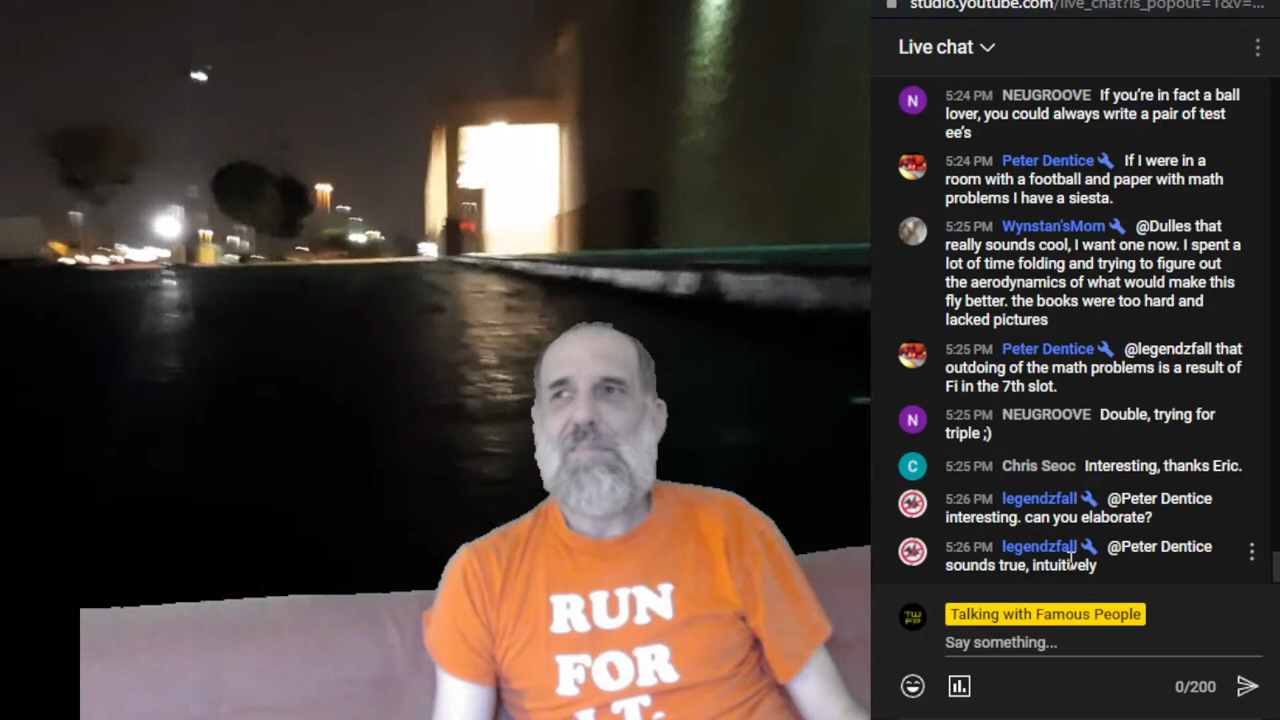 studio.youtube.com/live_chat?is_popout=1&v=...
Live chat
N 5:24 PM NEUGROOVE If you're in fact a ball
lover, you could always write a pair of test
ee's
5:24 PM Peter Dentice If I were in a
room with a football and paper with math
problems I have a siesta.
5:25 PM Wynstan'sMom @Dulles that
really sounds cool, I want one now. I spent a
lot of time folding and trying to figure out
the aerodynamics of what would make this
fly better. the books were too hard and
lacked pictures
5:25 PM Peter Dentice @legendzfall that
outdoing of the math problems is a result of
Fi in the 7th slot.
N 5:25 PM NEUGROOVE Double, trying for
triple ;)
C 5:25 PM Chris Seoc Interesting, thanks Eric.
5:26 PM legendzfall @Peter Dentice
interesting. can you elaborate?
5:26 PM legendzfall @Peter Dentice
sounds true, intuitively
TW
FP
Talking with Famous People
Say something...
0/200
RUN
FOR
IT.